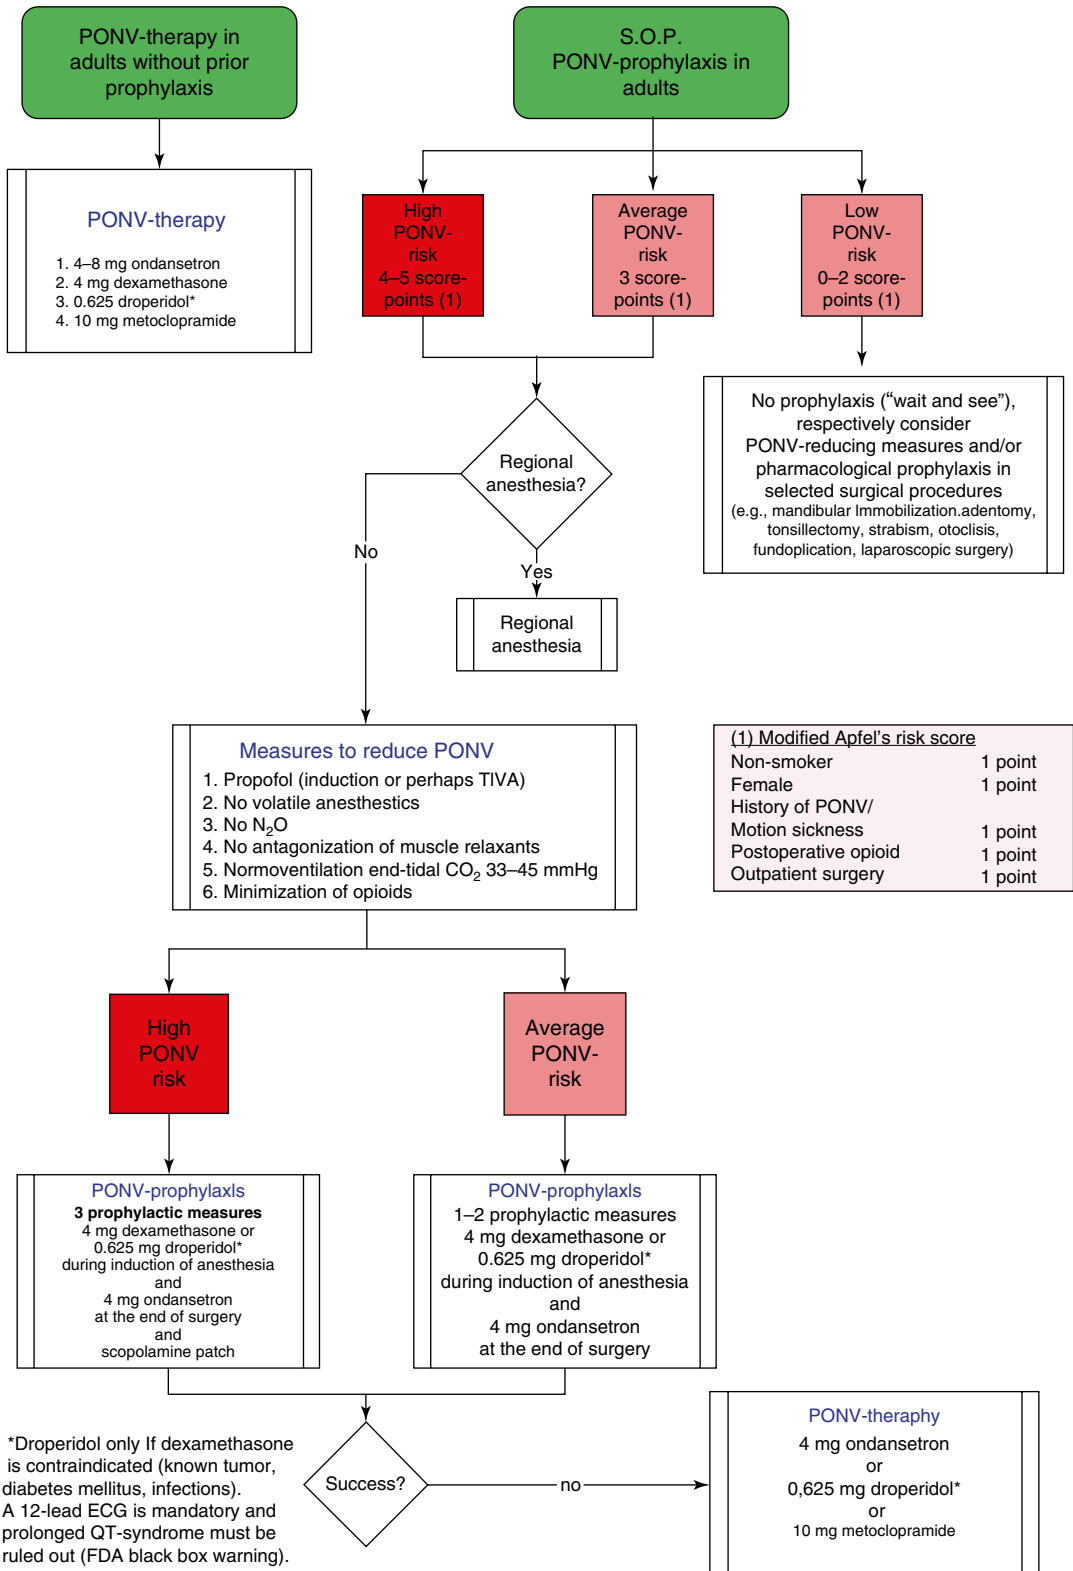 PONV-therapy in
adults without prior
prophylaxis
S.O.P.
PONV-prophylaxis in
adults
PONV-therapy
1. 4–8 mg ondansetron
2. 4 mg dexamethasone
3. 0.625 droperidol*
4. 10 mg metoclopramide
High
PONV-
risk
4–5 score-
points (1)
Average
PONV-
risk
3 score-
points (1)
Low
PONV-
risk
0–2 score-
points (1)
No prophylaxis (“wait and see”),
respectively consider
PONV-reducing measures and/or
pharmacological prophylaxis in
selected surgical procedures
(e.g., mandibular Immobilization.adentomy,
tonsillectomy, strabism, otoclisis,
fundoplication, laparoscopic surgery)
Regional
anesthesia?
No
Yes
Regional
anesthesia
Measures to reduce PONV
1. Propofol (induction or perhaps TIVA)
2. No volatile anesthestics
3. No N₂O
4. No antagonization of muscle relaxants
5. Normoventilation end-tidal CO₂ 33–45 mmHg
6. Minimization of opioids
(1) Modified Apfel’s risk score
Non-smoker 1 point
Female 1 point
History of PONV/
Motion sickness 1 point
Postoperative opioid 1 point
Outpatient surgery 1 point
High
PONV
risk
Average
PONV-
risk
PONV-prophylaxls
3 prophylactic measures
4 mg dexamethasone or
0.625 mg droperidol*
during induction of anesthesia
and
4 mg ondansetron
at the end of surgery
and
scopolamine patch
PONV-prophylaxls
1–2 prophylactic measures
4 mg dexamethasone or
0.625 mg droperidol*
during induction of anesthesia
and
4 mg ondansetron
at the end of surgery
*Droperidol only If dexamethasone
is contraindicated (known tumor,
diabetes mellitus, infections).
A 12-lead ECG is mandatory and
prolonged QT-syndrome must be
ruled out (FDA black box warning).
Success?
no
PONV-theraphy
4 mg ondansetron
or
0,625 mg droperidol*
or
10 mg metoclopramide